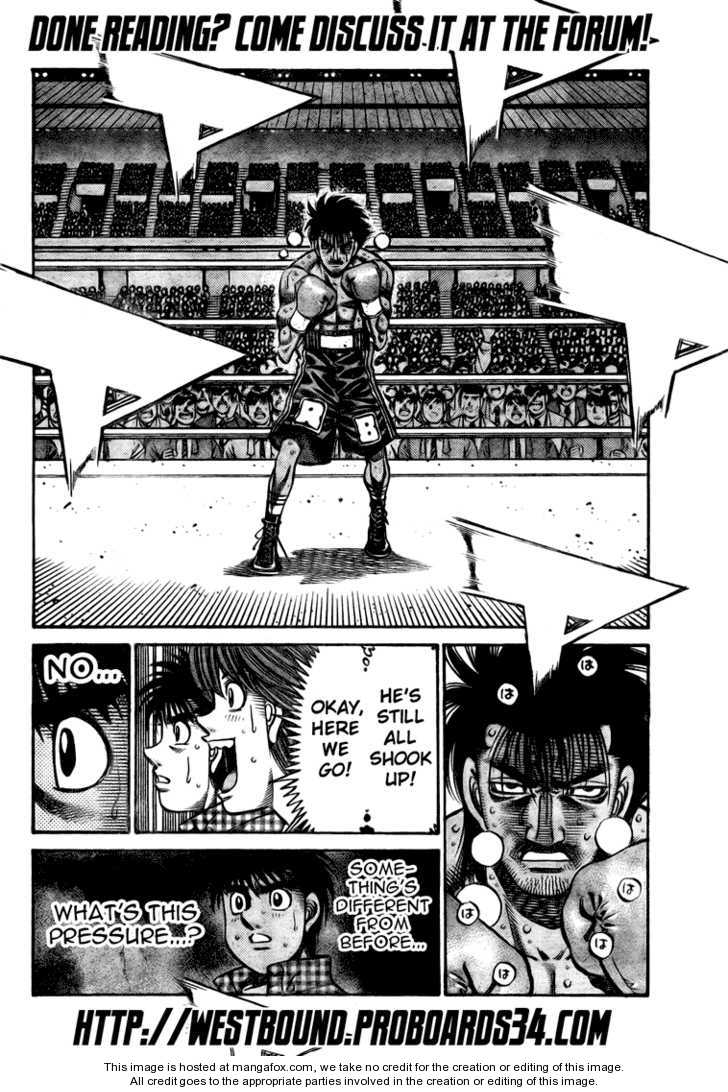 DONE READING? COME DISCUSS IT AT THE FORUM!
R B
HE'S
STILL
ALL
SHOOK
UP!
OKAY,
HERE
WE
GO!
NO...
は
は
は
は
は
は
SOME-
THING'S
DIFFERENT
FROM
BEFORE...
WHAT'S THIS
PRESSURE...?
HTTP://WESTBOUND.PROBOARDS34.COM
This image is hosted at mangafox.com, we take no credit for the creation or editing of this image.
All credit goes to the appropriate parties involved in the creation or editing of this image.